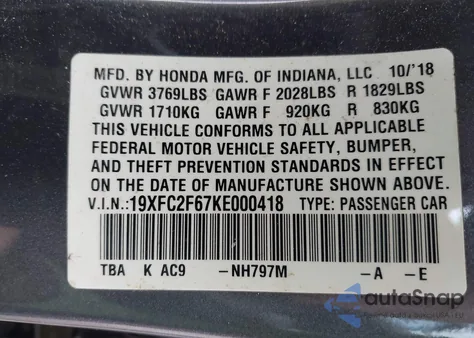 MFD. BY HONDA MFG. OF INDIANA, LLC 10/'18
GVWR 3769LBS GAWR F 2028LBS R 1829LBS
GVWR 1710KG GAWR F 920KG R 830KG
THIS VEHICLE CONFORMS TO ALL APPLICABLE
FEDERAL MOTOR VEHICLE SAFETY, BUMPER,
AND THEFT PREVENTION STANDARDS IN EFFECT
ON THE DATE OF MANUFACTURE SHOWN ABOVE.
V.I.N.: 19XFC2F67KE000418 TYPE: PASSENGER CAR
TBA K AC9 -NH797M -A -E
autoSnap